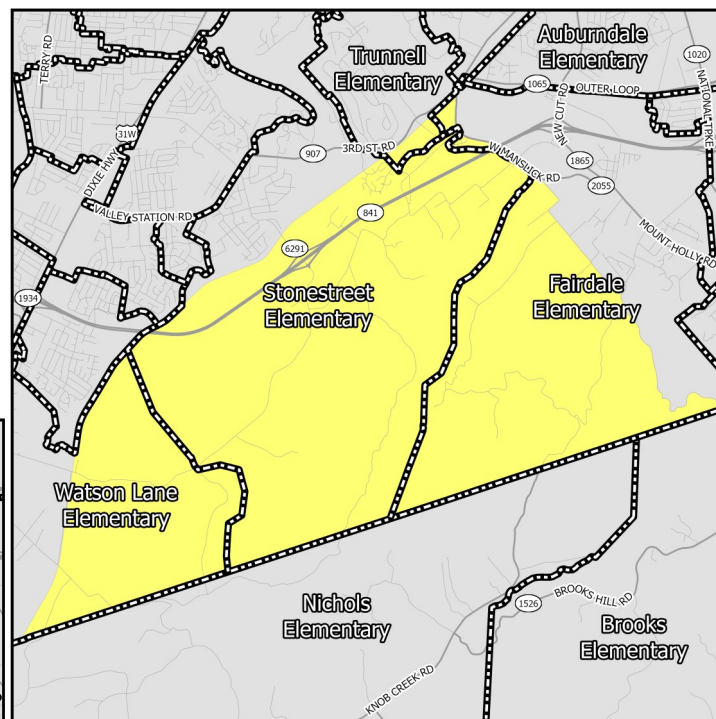 Trunnell
Elementary
Auburndale
Elementary
1020
TERRY RD
1065
OUTER LOOP
NATIONAL TPKE
NEW CUT RD
31W
DIXIE HWY
907
3RD ST RD
W MANSLICK RD
1865
2055
VALLEY STATION RD
841
MOUNT HOLLY RD
6291
Stonestreet
Elementary
Fairdale
Elementary
1934
Watson Lane
Elementary
Nichols
Elementary
1526
BROOKS HILL RD
Brooks
Elementary
KNOB CREEK RD